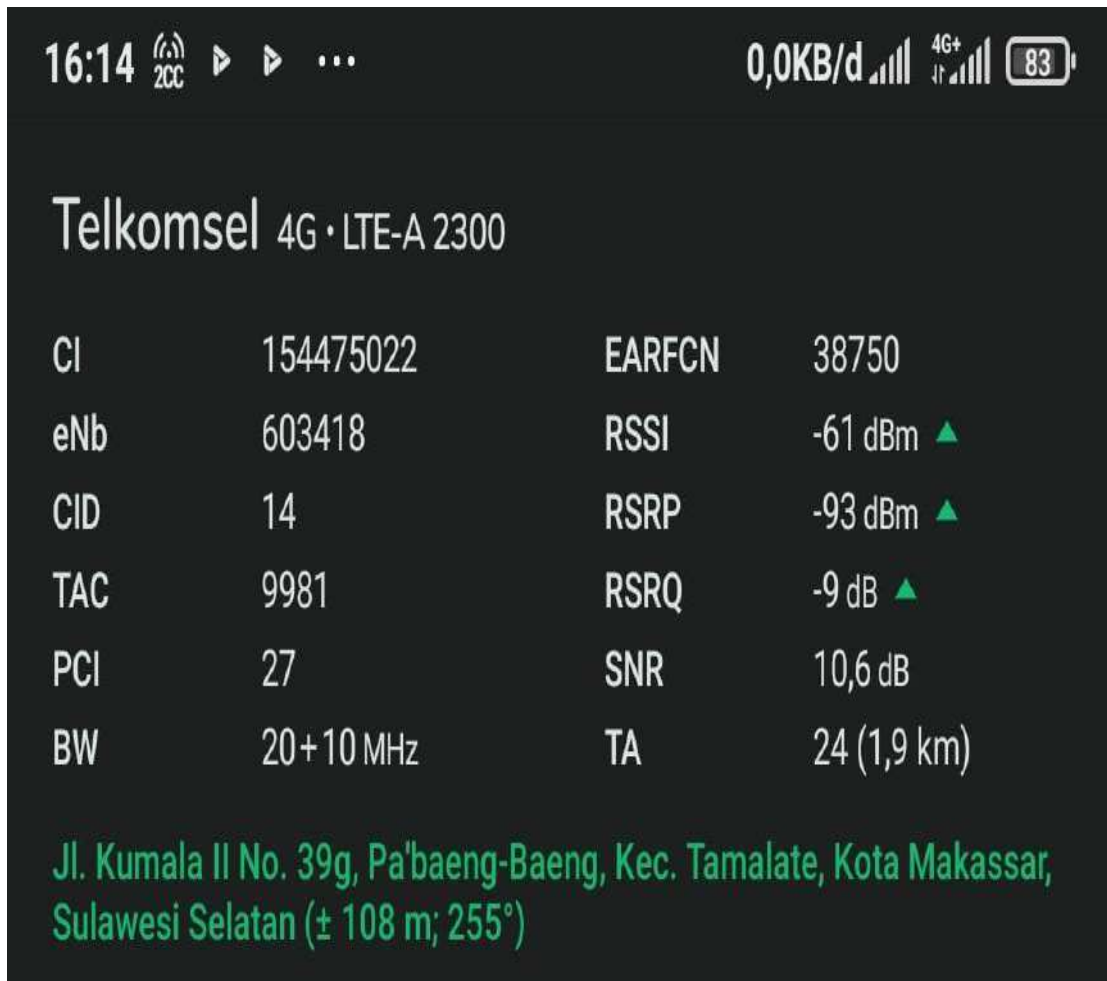 16:14 2CC ... 0,0KB/d 4G+ 83
Telkomsel 4G • LTE-A 2300
CI 154475022 EARFCN 38750
eNb 603418 RSSI -61 dBm
CID 14 RSRP -93 dBm
TAC 9981 RSRQ -9 dB
PCI 27 SNR 10,6 dB
BW 20+10 MHz TA 24 (1,9 km)
Jl. Kumala II No. 39g, Pa'baeng-Baeng, Kec. Tamalate, Kota Makassar,
Sulawesi Selatan (± 108 m; 255°)